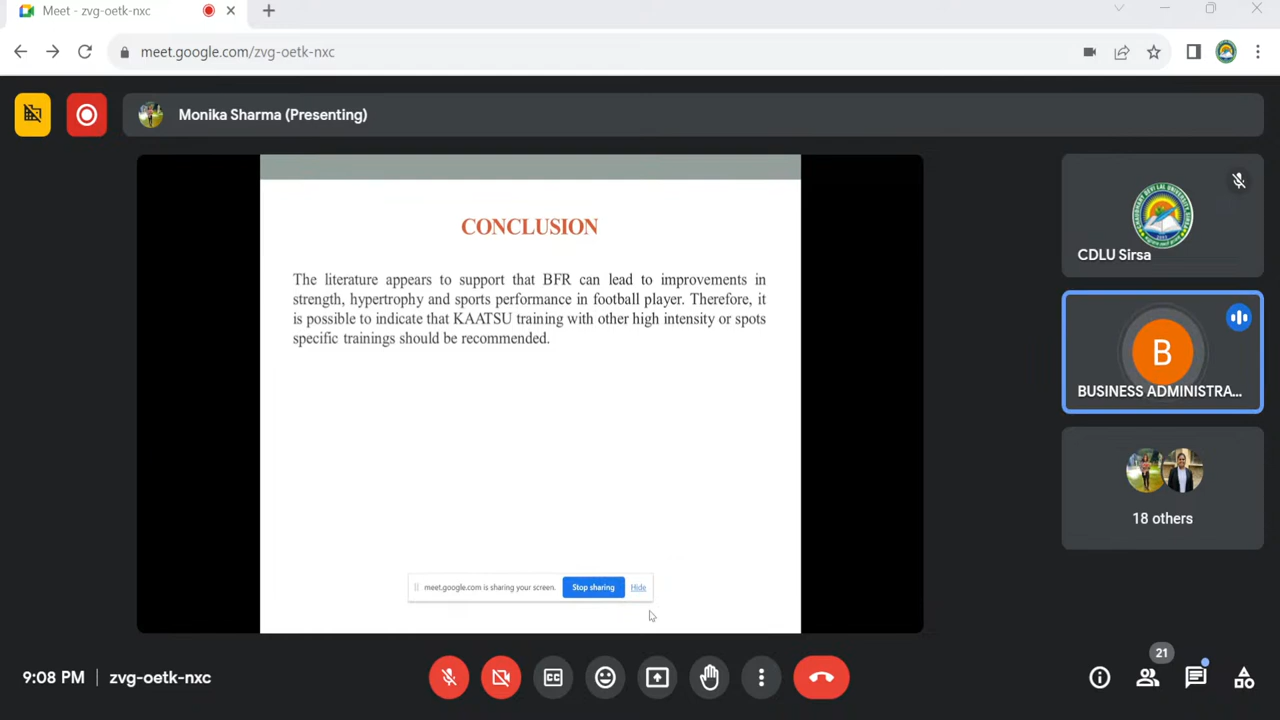 Meet - zvg-oetk-nxc
meet.google.com/zvg-oetk-nxc
Monika Sharma (Presenting)
CONCLUSION
The literature appears to support that BFR can lead to improvements in
strength, hypertrophy and sports performance in football player. Therefore, it
is possible to indicate that KAATSU training with other high intensity or spots
specific trainings should be recommended.
meet.google.com is sharing your screen.
Stop sharing
Hide
CDLU Sirsa
B
BUSINESS ADMINISTRA...
18 others
9:08 PM
zvg-oetk-nxc
CC
21